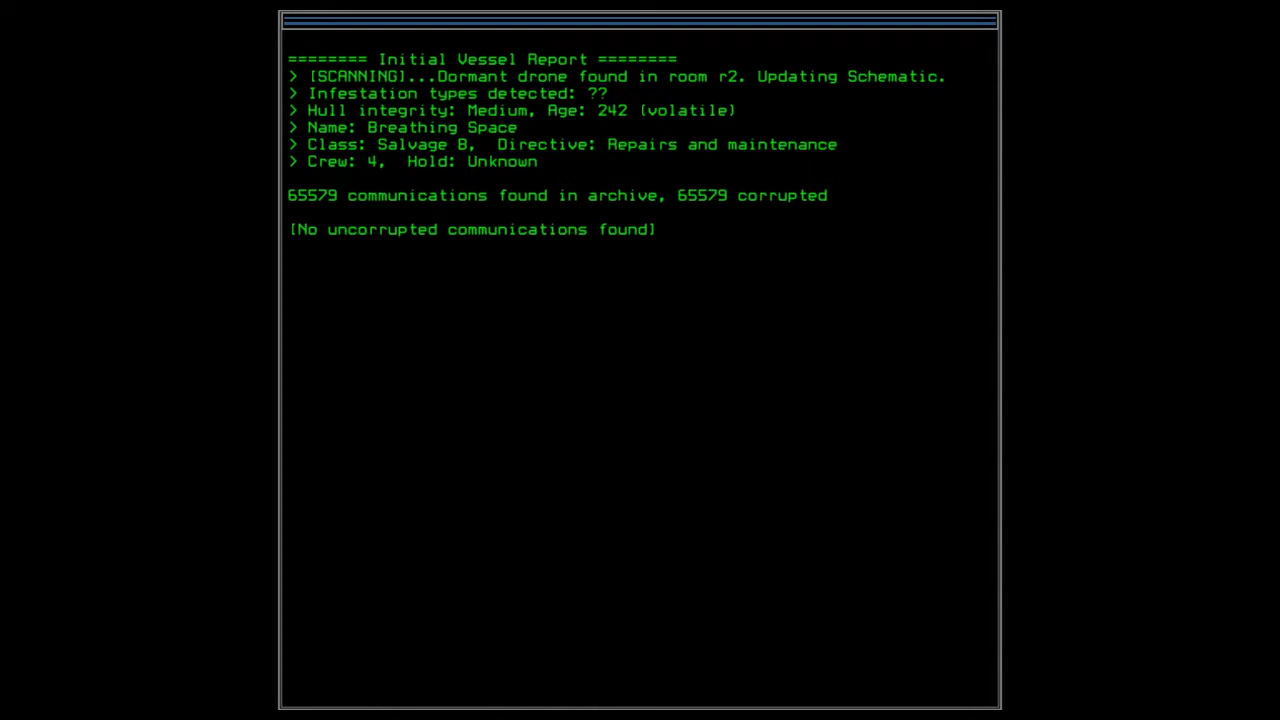 ======== Initial Vessel Report ========
> [SCANNING]...Dormant drone found in room r2. Updating Schematic.
> Infestation types detected: ??
> Hull integrity: Medium, Age: 242 (volatile)
> Name: Breathing Space
> Class: Salvage B,  Directive: Repairs and maintenance
> Crew: 4,  Hold: Unknown
65579 communications found in archive, 65579 corrupted
[No uncorrupted communications found]